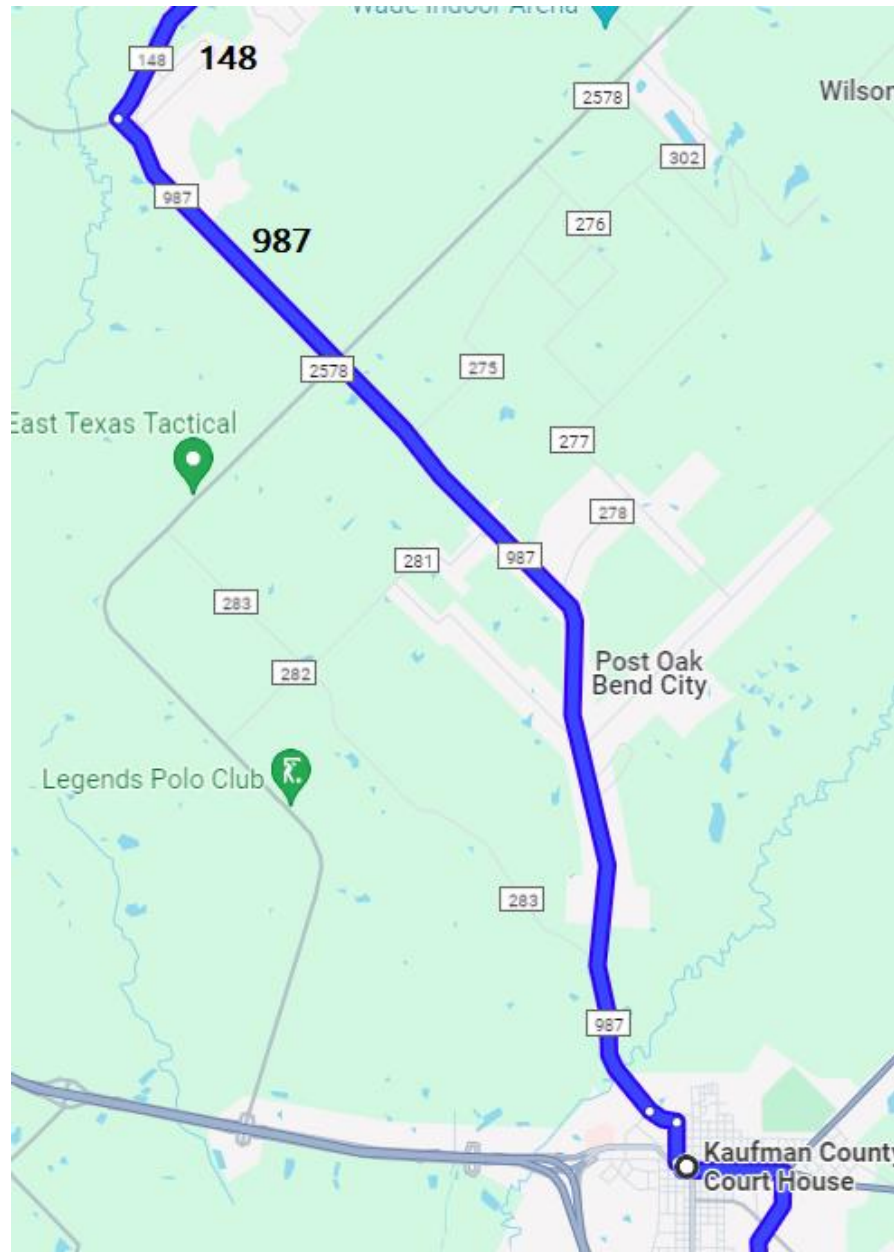 Wade Indoor Arena
148
148
2578
Wilson
302
987
276
987
2578
275
East Texas Tactical
277
278
281
987
283
Post Oak
Bend City
282
Legends Polo Club
283
987
Kaufman County
Court House